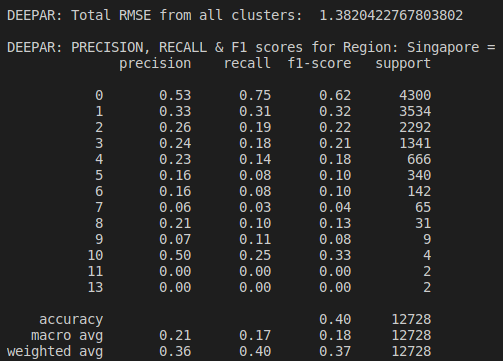 DEEPAR: Total RMSE from all clusters:  1.3820422767803802
DEEPAR: PRECISION, RECALL & F1 scores for Region: Singapore =
precision    recall  f1-score   support
0       0.53      0.75      0.62      4300
1       0.33      0.31      0.32      3534
2       0.26      0.19      0.22      2292
3       0.24      0.18      0.21      1341
4       0.23      0.14      0.18       666
5       0.16      0.08      0.10       340
6       0.16      0.08      0.10       142
7       0.06      0.03      0.04        65
8       0.21      0.10      0.13        31
9       0.07      0.11      0.08         9
10       0.50      0.25      0.33         4
11       0.00      0.00      0.00         2
13       0.00      0.00      0.00         2
accuracy                           0.40     12728
macro avg       0.21      0.17      0.18     12728
weighted avg       0.36      0.40      0.37     12728